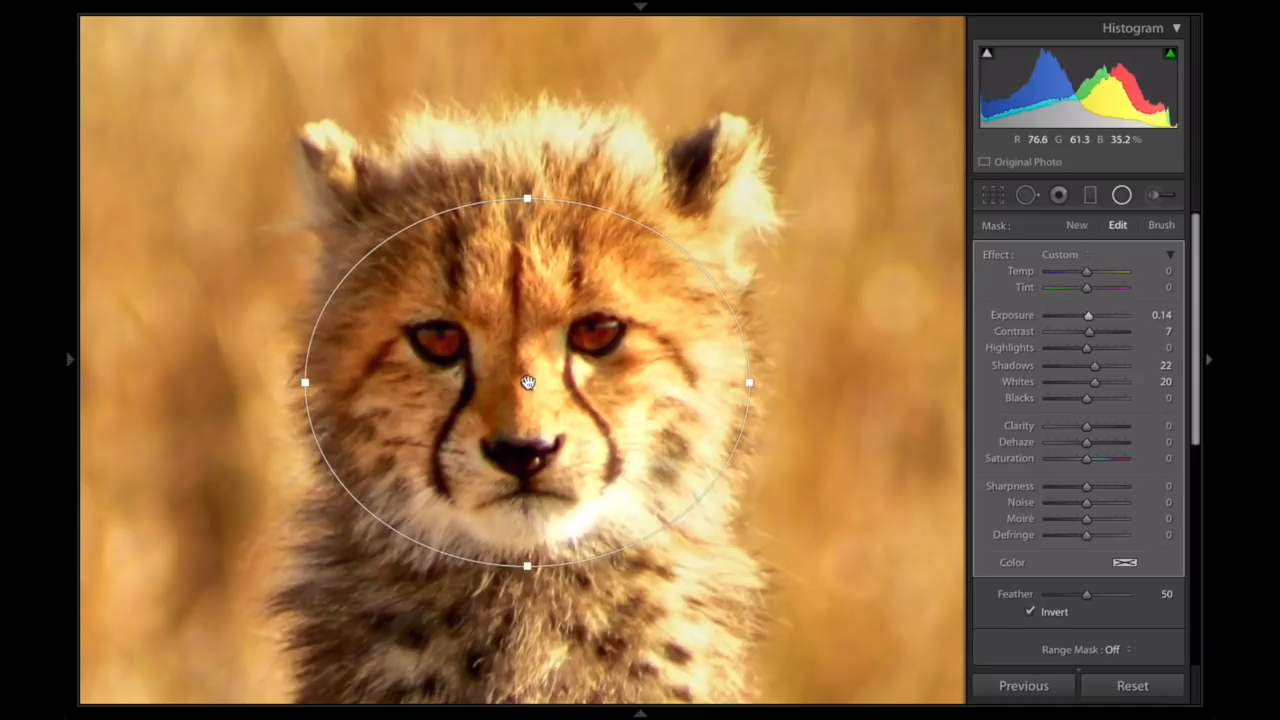 Histogram
R 76.6 G 61.3 B 35.2 %
Original Photo
Mask : New Edit Brush
Effect : Custom
Temp 0
Tint 0
Exposure 0.14
Contrast 7
Highlights 0
Shadows 22
Whites 20
Blacks 0
Clarity 0
Dehaze 0
Saturation 0
Sharpness 0
Noise 0
Moiré 0
Defringe 0
Color
Feather 50
Invert
Range Mask : Off
Previous Reset